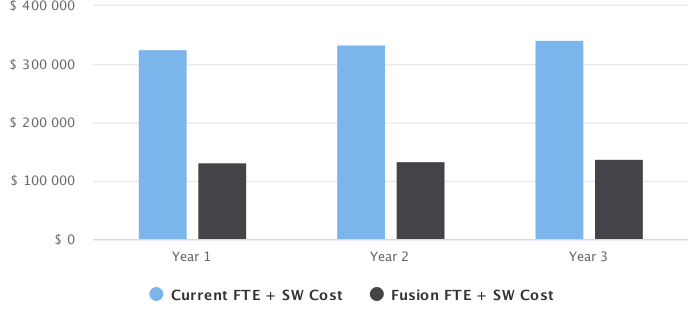 $ 400 000
$ 300 000
$ 200 000
$ 100 000
$ 0
Year 1 Year 2 Year 3
Current FTE + SW Cost Fusion FTE + SW Cost